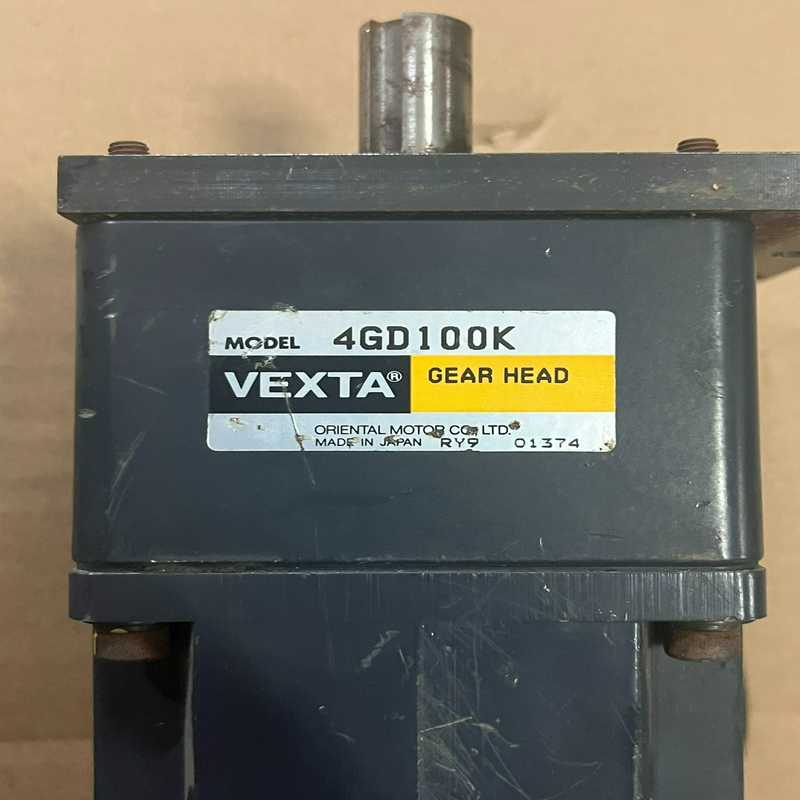 MODEL 4GD100K
VEXTA® GEAR HEAD
ORIENTAL MOTOR CO., LTD.
MADE IN JAPAN RY9 01374